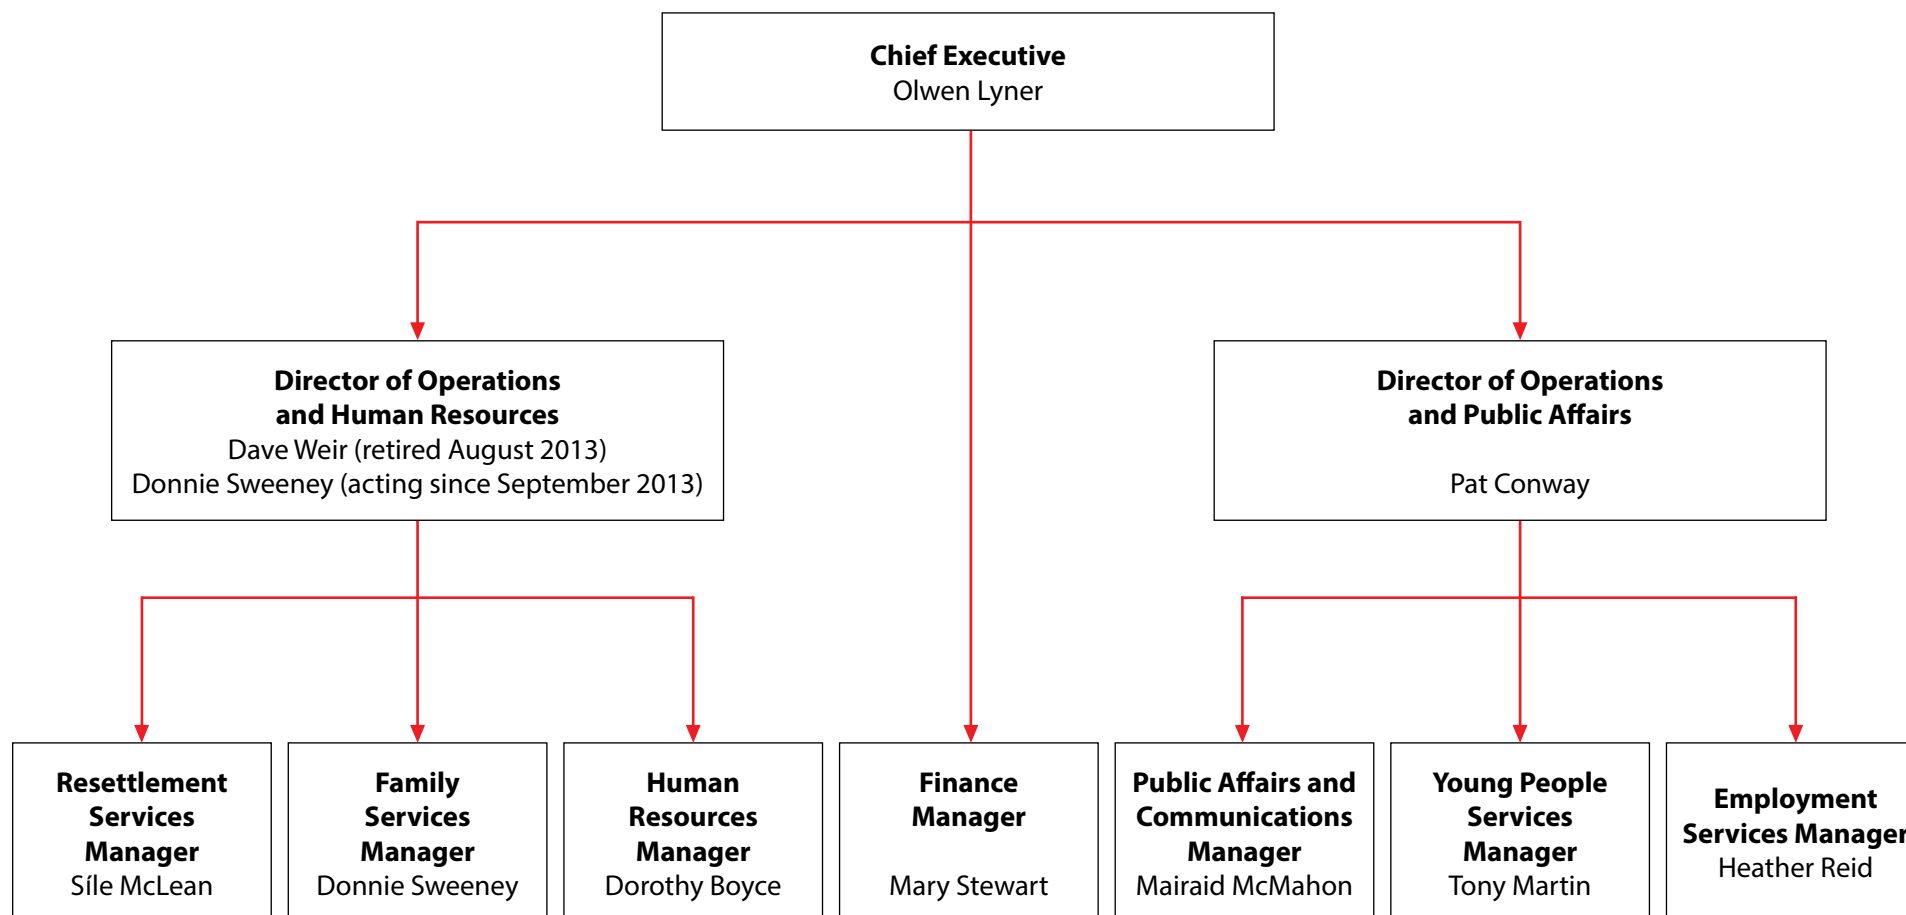 Chief Executive
Olwen Lyner
Director of Operations
and Human Resources
Dave Weir (retired August 2013)
Donnie Sweeney (acting since September 2013)
Director of Operations
and Public Affairs
Pat Conway
Resettlement
Services
Manager
Síle McLean
Family
Services
Manager
Donnie Sweeney
Human
Resources
Manager
Dorothy Boyce
Finance
Manager
Mary Stewart
Public Affairs and
Communications
Manager
Mairaid McMahon
Young People
Services
Manager
Tony Martin
Employment
Services Manager
Heather Reid